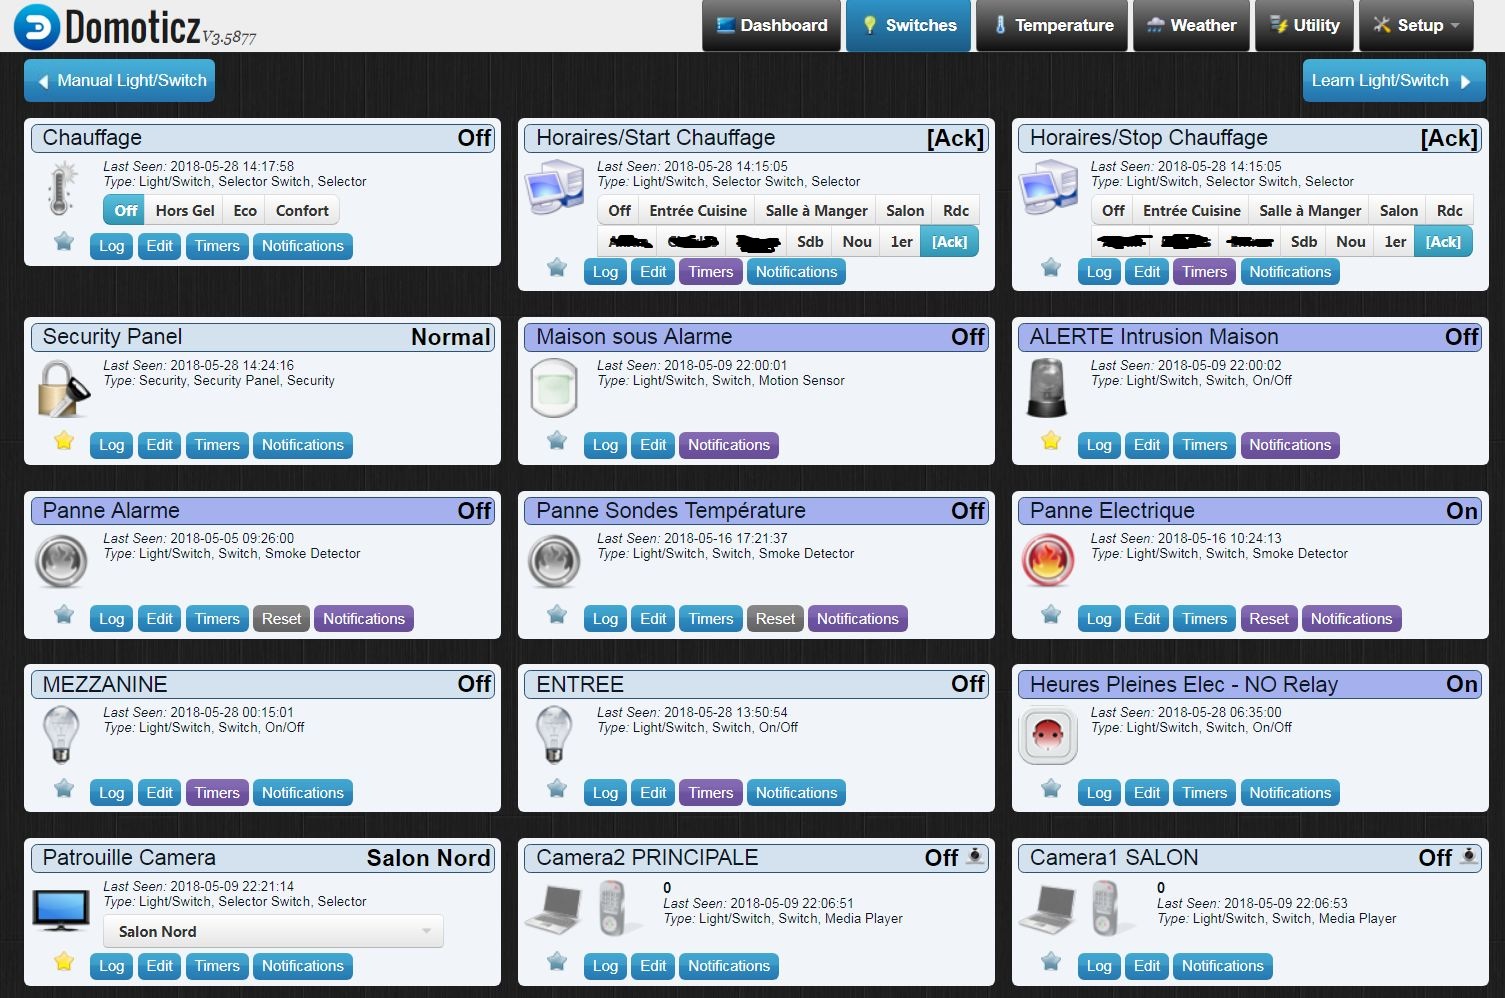 Domoticz V3.5877
Dashboard Switches Temperature Weather Utility Setup
Manual Light/Switch
Learn Light/Switch
Chauffage Off
Last Seen: 2018-05-28 14:17:58
Type: Light/Switch, Selector Switch, Selector
Off Hors Gel Eco Confort
Log Edit Timers Notifications
Horaires/Start Chauffage [Ack]
Last Seen: 2018-05-28 14:15:05
Type: Light/Switch, Selector Switch, Selector
Off Entrée Cuisine Salle à Manger Salon Rdc
Sdb Nou 1er [Ack]
Log Edit Timers Notifications
Horaires/Stop Chauffage [Ack]
Last Seen: 2018-05-28 14:15:05
Type: Light/Switch, Selector Switch, Selector
Off Entrée Cuisine Salle à Manger Salon Rdc
Sdb Nou 1er [Ack]
Log Edit Timers Notifications
Security Panel Normal
Last Seen: 2018-05-28 14:24:16
Type: Security, Security Panel, Security
Log Edit Timers Notifications
Maison sous Alarme Off
Last Seen: 2018-05-09 22:00:01
Type: Light/Switch, Switch, Motion Sensor
Log Edit Notifications
ALERTE Intrusion Maison Off
Last Seen: 2018-05-09 22:00:02
Type: Light/Switch, Switch, On/Off
Log Edit Timers Notifications
Panne Alarme Off
Last Seen: 2018-05-05 09:26:00
Type: Light/Switch, Switch, Smoke Detector
Log Edit Timers Reset Notifications
Panne Sondes Température Off
Last Seen: 2018-05-16 17:21:37
Type: Light/Switch, Switch, Smoke Detector
Log Edit Timers Reset Notifications
Panne Electrique On
Last Seen: 2018-05-16 10:24:13
Type: Light/Switch, Switch, Smoke Detector
Log Edit Timers Reset Notifications
MEZZANINE Off
Last Seen: 2018-05-28 00:15:01
Type: Light/Switch, Switch, On/Off
Log Edit Timers Notifications
ENTREE Off
Last Seen: 2018-05-28 13:50:54
Type: Light/Switch, Switch, On/Off
Log Edit Timers Notifications
Heures Pleines Elec - NO Relay On
Last Seen: 2018-05-28 06:35:00
Type: Light/Switch, Switch, On/Off
Log Edit Timers Notifications
Patrouille Camera Salon Nord
Last Seen: 2018-05-09 22:21:14
Type: Light/Switch, Selector Switch, Selector
Salon Nord
Log Edit Timers Notifications
Camera2 PRINCIPALE Off
0
Last Seen: 2018-05-09 22:06:51
Type: Light/Switch, Switch, Media Player
Log Edit Notifications
Camera1 SALON Off
0
Last Seen: 2018-05-09 22:06:53
Type: Light/Switch, Switch, Media Player
Log Edit Notifications